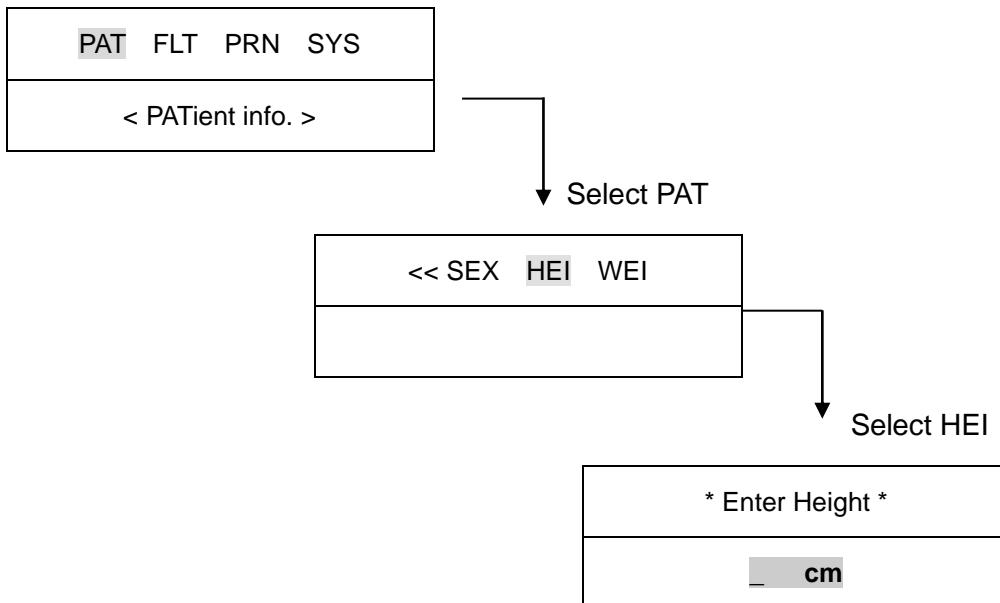 PAT FLT PRN SYS
< PATient info. >
Select PAT
<< SEX HEI WEI
Select HEI
* Enter Height *
_ cm